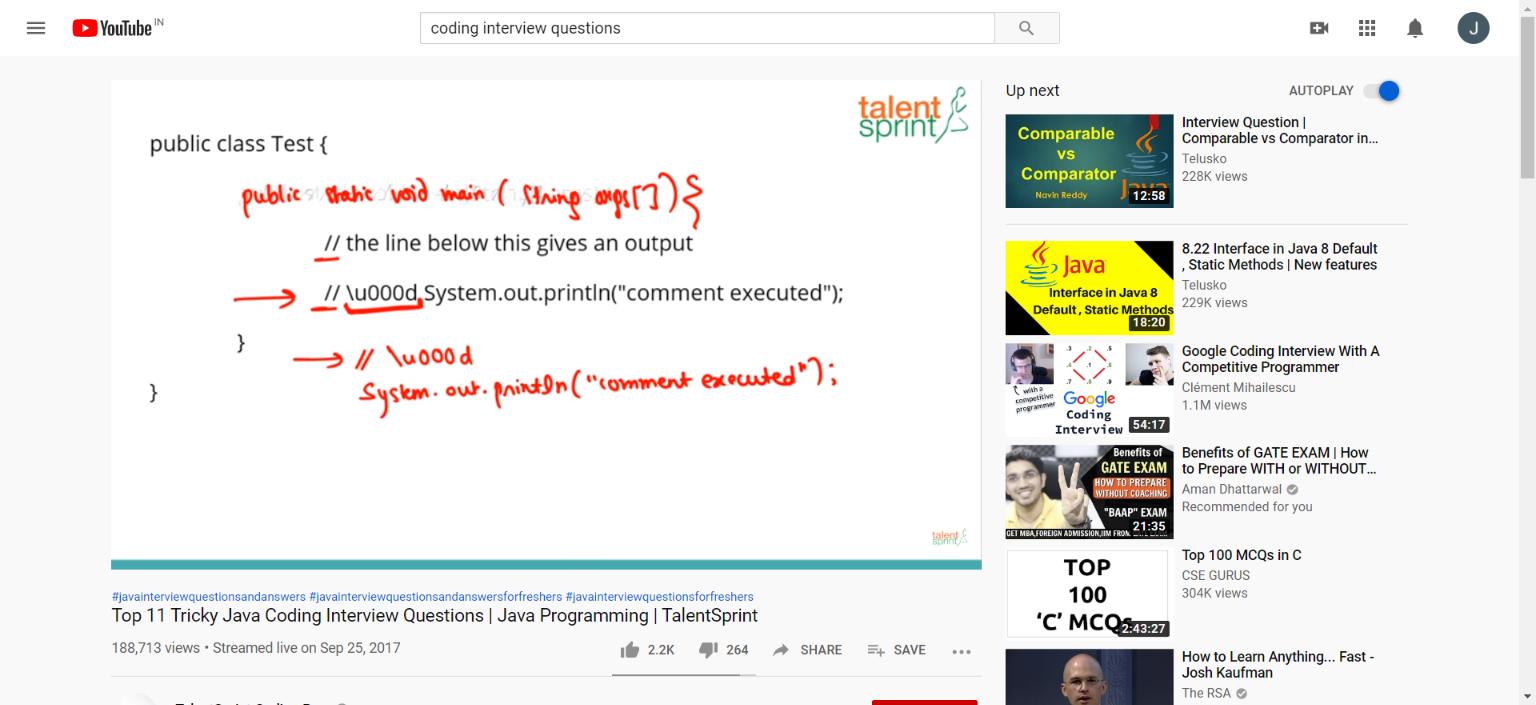 YouTube IN
coding interview questions
J
talent
sprint
public class Test {
public static void main ( String args[] ) {
// the line below this gives an output
// \u000d System.out.println("comment executed");
}
// \u000d
System.out.println("comment executed");
}
talent
sprint
#javainterviewquestionsandanswers #javainterviewquestionsandanswersforfreshers #javainterviewquestionsforfreshers
Top 11 Tricky Java Coding Interview Questions | Java Programming | TalentSprint
188,713 views • Streamed live on Sep 25, 2017
2.2K 264 SHARE SAVE
Up next AUTOPLAY
Comparable
vs
Comparator
Navin Reddy
Java
12:58
Interview Question |
Comparable vs Comparator in...
Telusko
228K views
Java
Interface in Java 8
Default , Static Methods
18:20
8.22 Interface in Java 8 Default
, Static Methods | New features
Telusko
229K views
with a
competitive
programmer
Google
Coding
Interview
54:17
Google Coding Interview With A
Competitive Programmer
Clément Mihailescu
1.1M views
Benefits of
GATE EXAM
HOW TO PREPARE
WITHOUT COACHING
"BAAP" EXAM
21:35
GET MBA,FOREIGN ADMISSION,IIM FROM
Benefits of GATE EXAM | How
to Prepare WITH or WITHOUT...
Aman Dhattarwal
Recommended for you
TOP
100
‘C’ MCQs
2:43:27
Top 100 MCQs in C
CSE GURUS
304K views
How to Learn Anything... Fast -
Josh Kaufman
The RSA